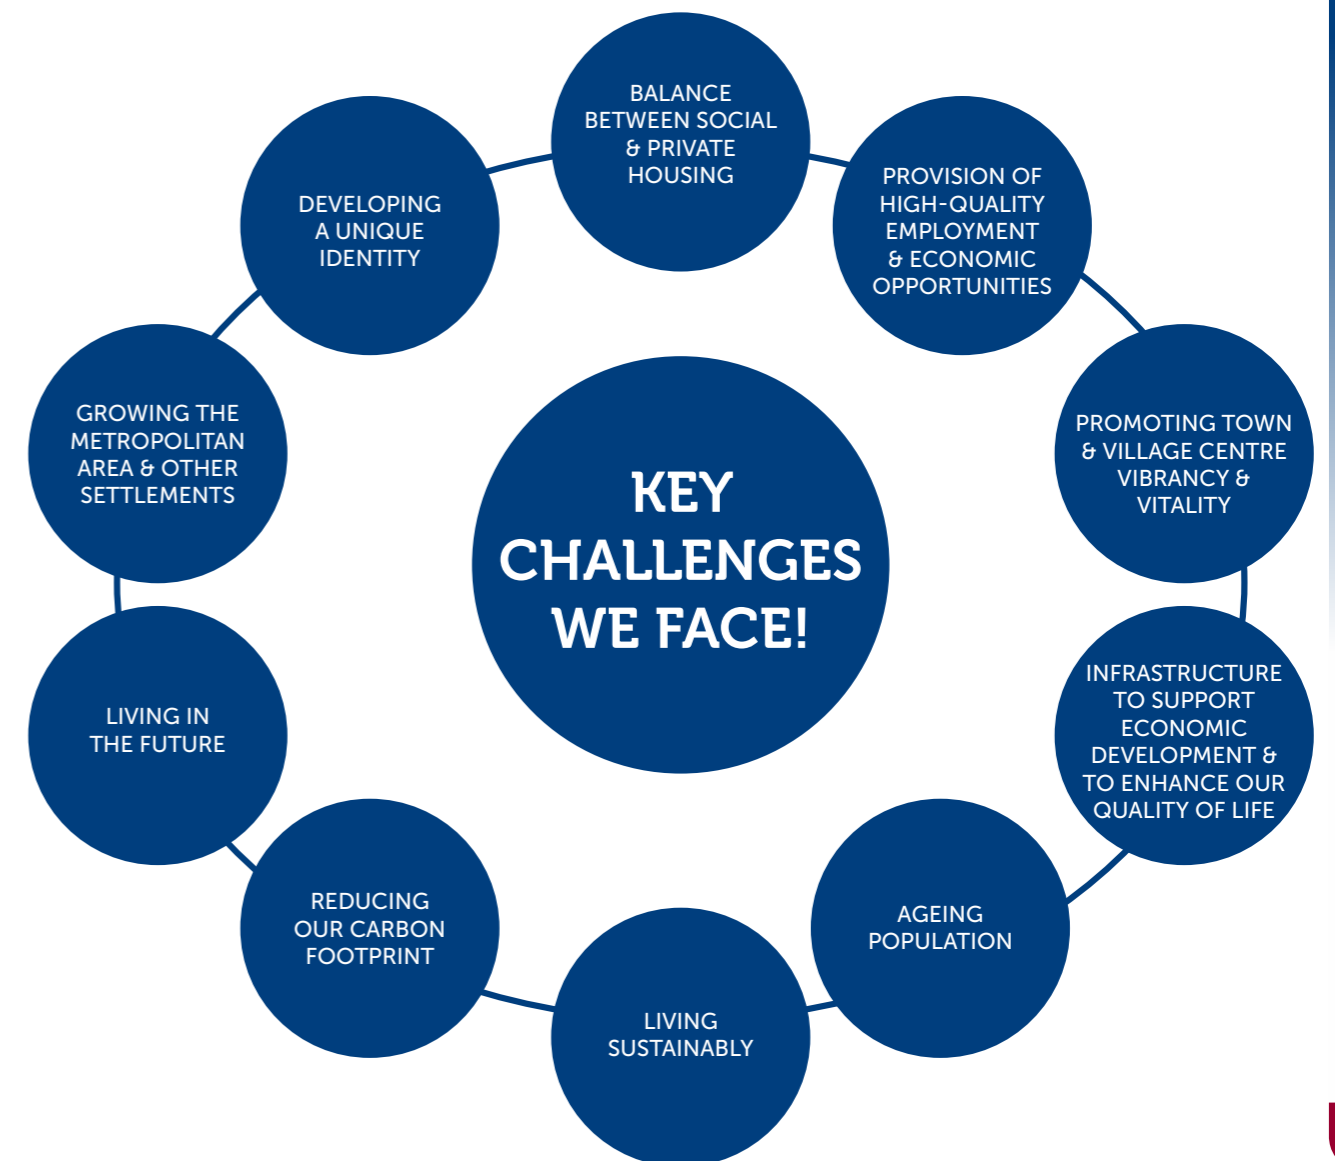 BALANCE
BETWEEN SOCIAL
& PRIVATE
HOUSING
PROVISION OF
HIGH-QUALITY
EMPLOYMENT
& ECONOMIC
OPPORTUNITIES
PROMOTING TOWN
& VILLAGE CENTRE
VIBRANCY &
VITALITY
INFRASTRUCTURE
TO SUPPORT
ECONOMIC
DEVELOPMENT &
TO ENHANCE OUR
QUALITY OF LIFE
AGEING
POPULATION
LIVING
SUSTAINABLY
REDUCING
OUR CARBON
FOOTPRINT
LIVING IN
THE FUTURE
GROWING THE
METROPOLITAN
AREA & OTHER
SETTLEMENTS
DEVELOPING
A UNIQUE
IDENTITY
KEY
CHALLENGES
WE FACE!